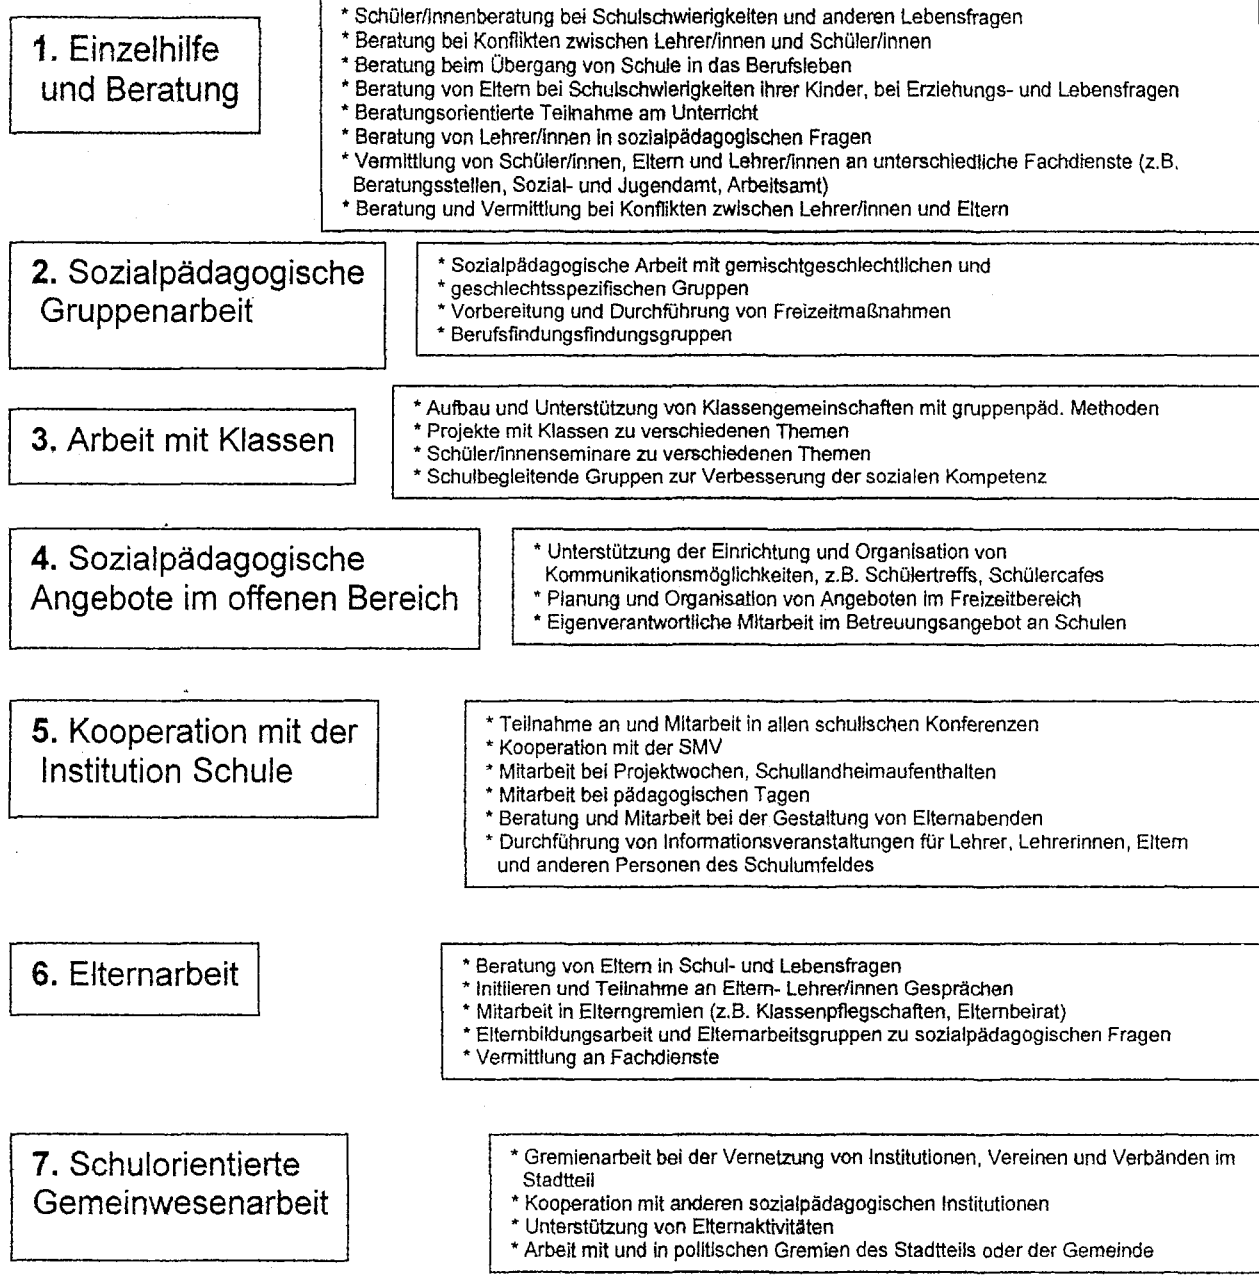 1. Einzelhilfe
und Beratung
* Schüler/innenberatung bei Schulschwierigkeiten und anderen Lebensfragen
* Beratung bei Konflikten zwischen Lehrer/innen und Schüler/innen
* Beratung beim Übergang von Schule in das Berufsleben
* Beratung von Eltern bei Schulschwierigkeiten ihrer Kinder, bei Erziehungs- und Lebensfragen
* Beratungsorientierte Teilnahme am Unterricht
* Beratung von Lehrer/innen in sozialpädagogischen Fragen
* Vermittlung von Schüler/innen, Eltern und Lehrer/innen an unterschiedliche Fachdienste (z.B.
Beratungsstellen, Sozial- und Jugendamt, Arbeitsamt)
* Beratung und Vermittlung bei Konflikten zwischen Lehrer/innen und Eltern
2. Sozialpädagogische
Gruppenarbeit
* Sozialpädagogische Arbeit mit gemischtgeschlechtlichen und
* geschlechtsspezifischen Gruppen
* Vorbereitung und Durchführung von Freizeitmaßnahmen
* Berufsfindungsfindungsgruppen
3. Arbeit mit Klassen
* Aufbau und Unterstützung von Klassengemeinschaften mit gruppenpäd. Methoden
* Projekte mit Klassen zu verschiedenen Themen
* Schüler/innenseminare zu verschiedenen Themen
* Schulbegleitende Gruppen zur Verbesserung der sozialen Kompetenz
4. Sozialpädagogische
Angebote im offenen Bereich
* Unterstützung der Einrichtung und Organisation von
Kommunikationsmöglichkeiten, z.B. Schülertreffs, Schülercafes
* Planung und Organisation von Angeboten im Freizeitbereich
* Eigenverantwortliche Mitarbeit im Betreuungsangebot an Schulen
5. Kooperation mit der
Institution Schule
* Teilnahme an und Mitarbeit in allen schulischen Konferenzen
* Kooperation mit der SMV
* Mitarbeit bei Projektwochen, Schullandheimaufenthalten
* Mitarbeit bei pädagogischen Tagen
* Beratung und Mitarbeit bei der Gestaltung von Elternabenden
* Durchführung von Informationsveranstaltungen für Lehrer, Lehrerinnen, Eltern
und anderen Personen des Schulumfeldes
6. Elternarbeit
* Beratung von Eltern in Schul- und Lebensfragen
* Initiieren und Teilnahme an Eltern- Lehrer/innen Gesprächen
* Mitarbeit in Elterngremien (z.B. Klassenpflegschaften, Elternbeirat)
* Elternbildungsarbeit und Elternarbeitsgruppen zu sozialpädagogischen Fragen
* Vermittlung an Fachdienste
7. Schulorientierte
Gemeinwesenarbeit
* Gremienarbeit bei der Vernetzung von Institutionen, Vereinen und Verbänden im
Stadtteil
* Kooperation mit anderen sozialpädagogischen Institutionen
* Unterstützung von Elternaktivitäten
* Arbeit mit und in politischen Gremien des Stadtteils oder der Gemeinde